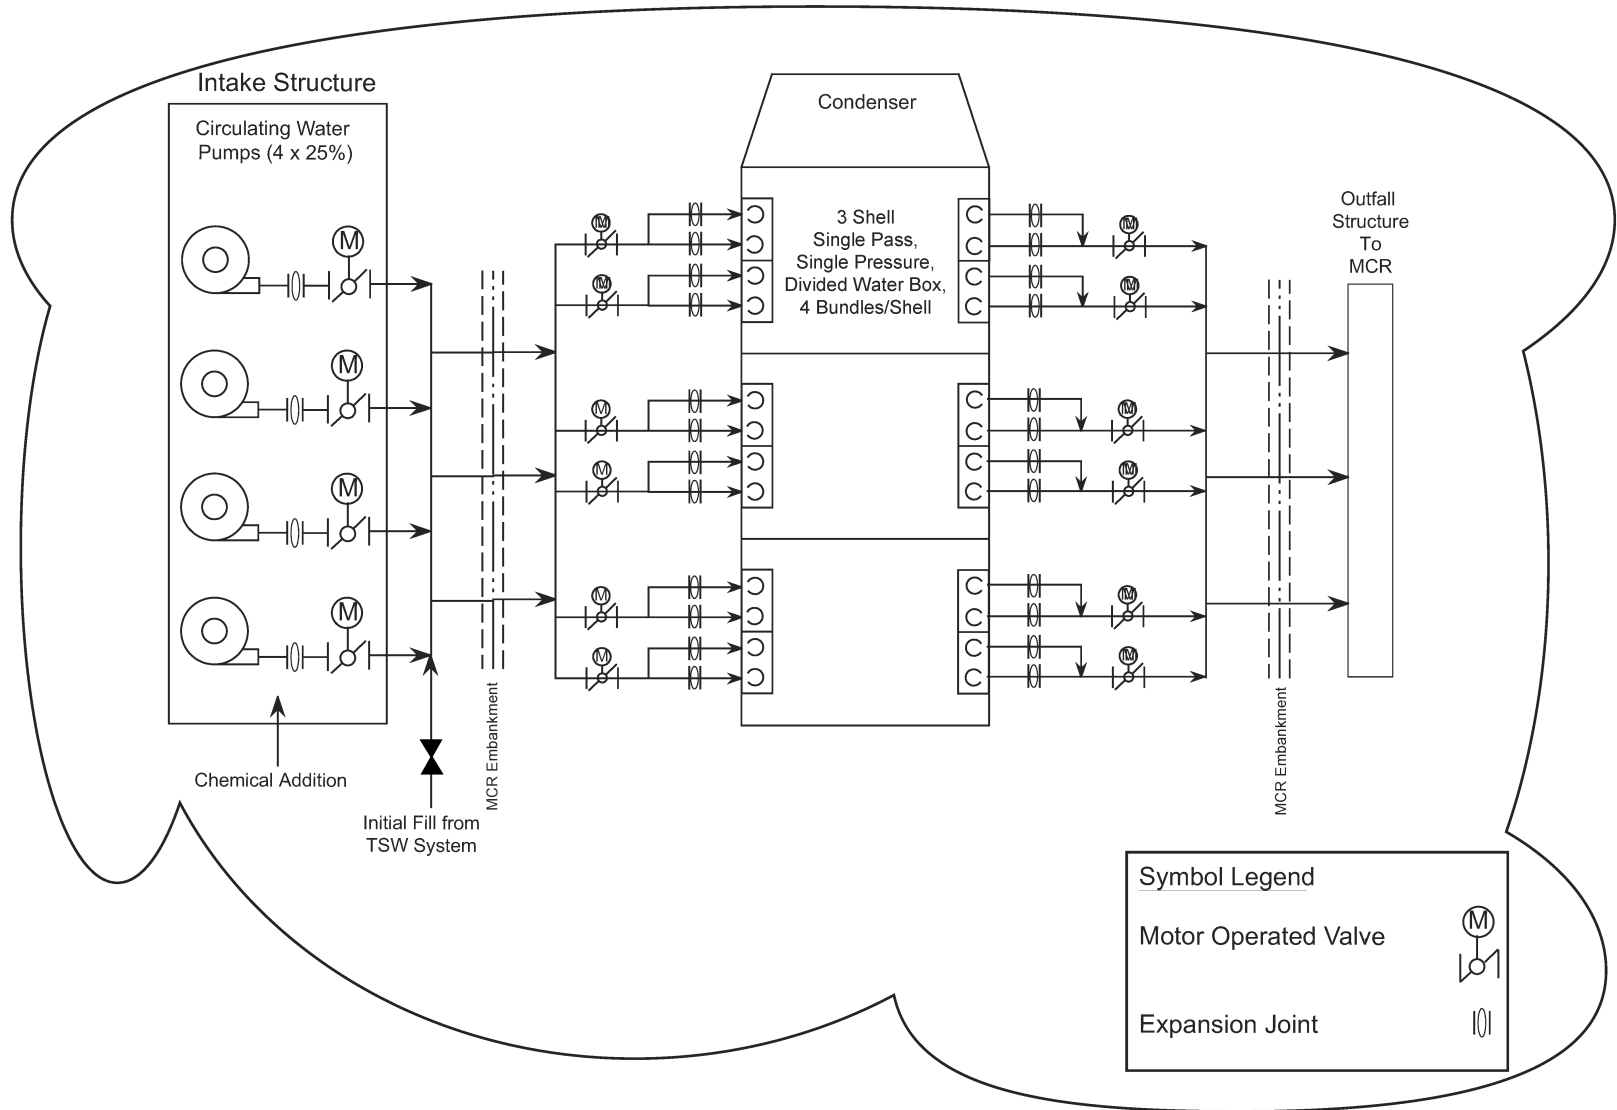 Intake Structure
Circulating Water
Pumps (4 x 25%)
M
M
M
M
Chemical Addition
Initial Fill from
TSW System
MCR Embankment
M
M
M
M
M
M
Condenser
3 Shell
Single Pass,
Single Pressure,
Divided Water Box,
4 Bundles/Shell
M
M
M
M
M
M
MCR Embankment
Outfall
Structure
To
MCR
Symbol Legend
Motor Operated Valve
M
Expansion Joint